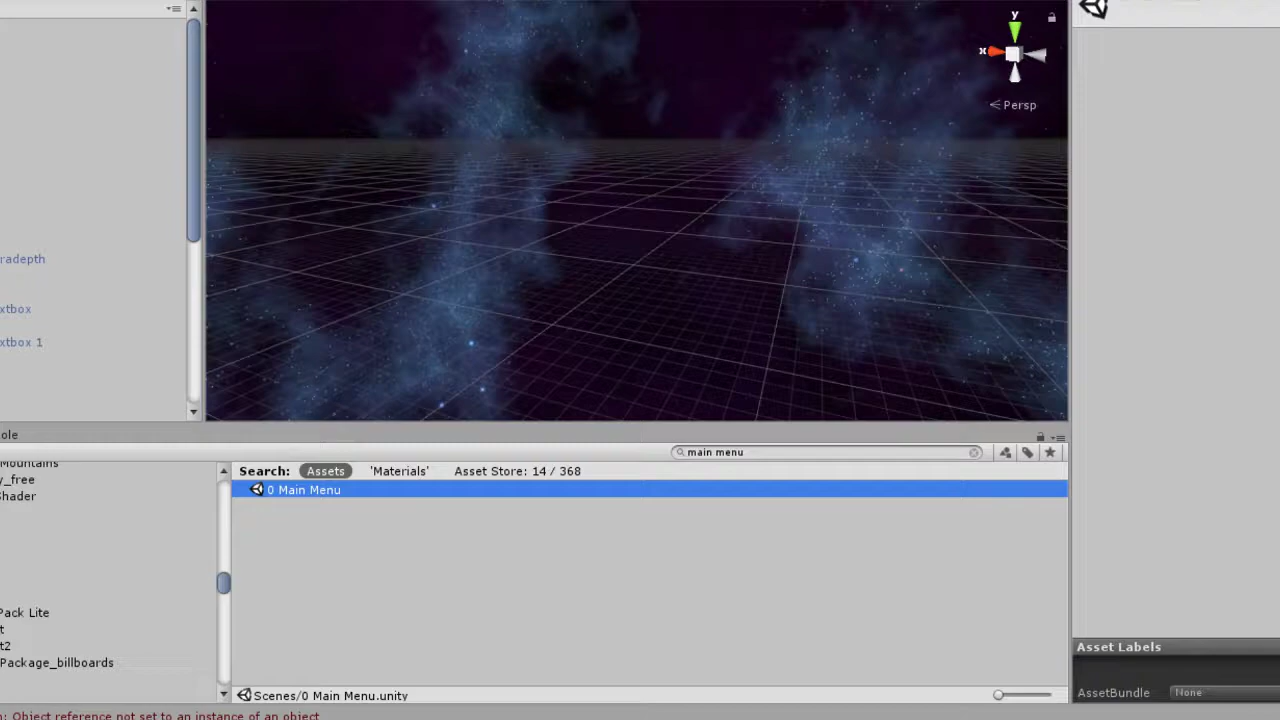 y
x
< Persp
radepth
xtbox
xtbox 1
ole
main menu
Mountains
y_free
Shader
Pack Lite
t
t2
Package_billboards
Search: Assets 'Materials' Asset Store: 14 / 368
0 Main Menu
Scenes/0 Main Menu.unity
Asset Labels
AssetBundle None
n: Object reference not set to an instance of an object